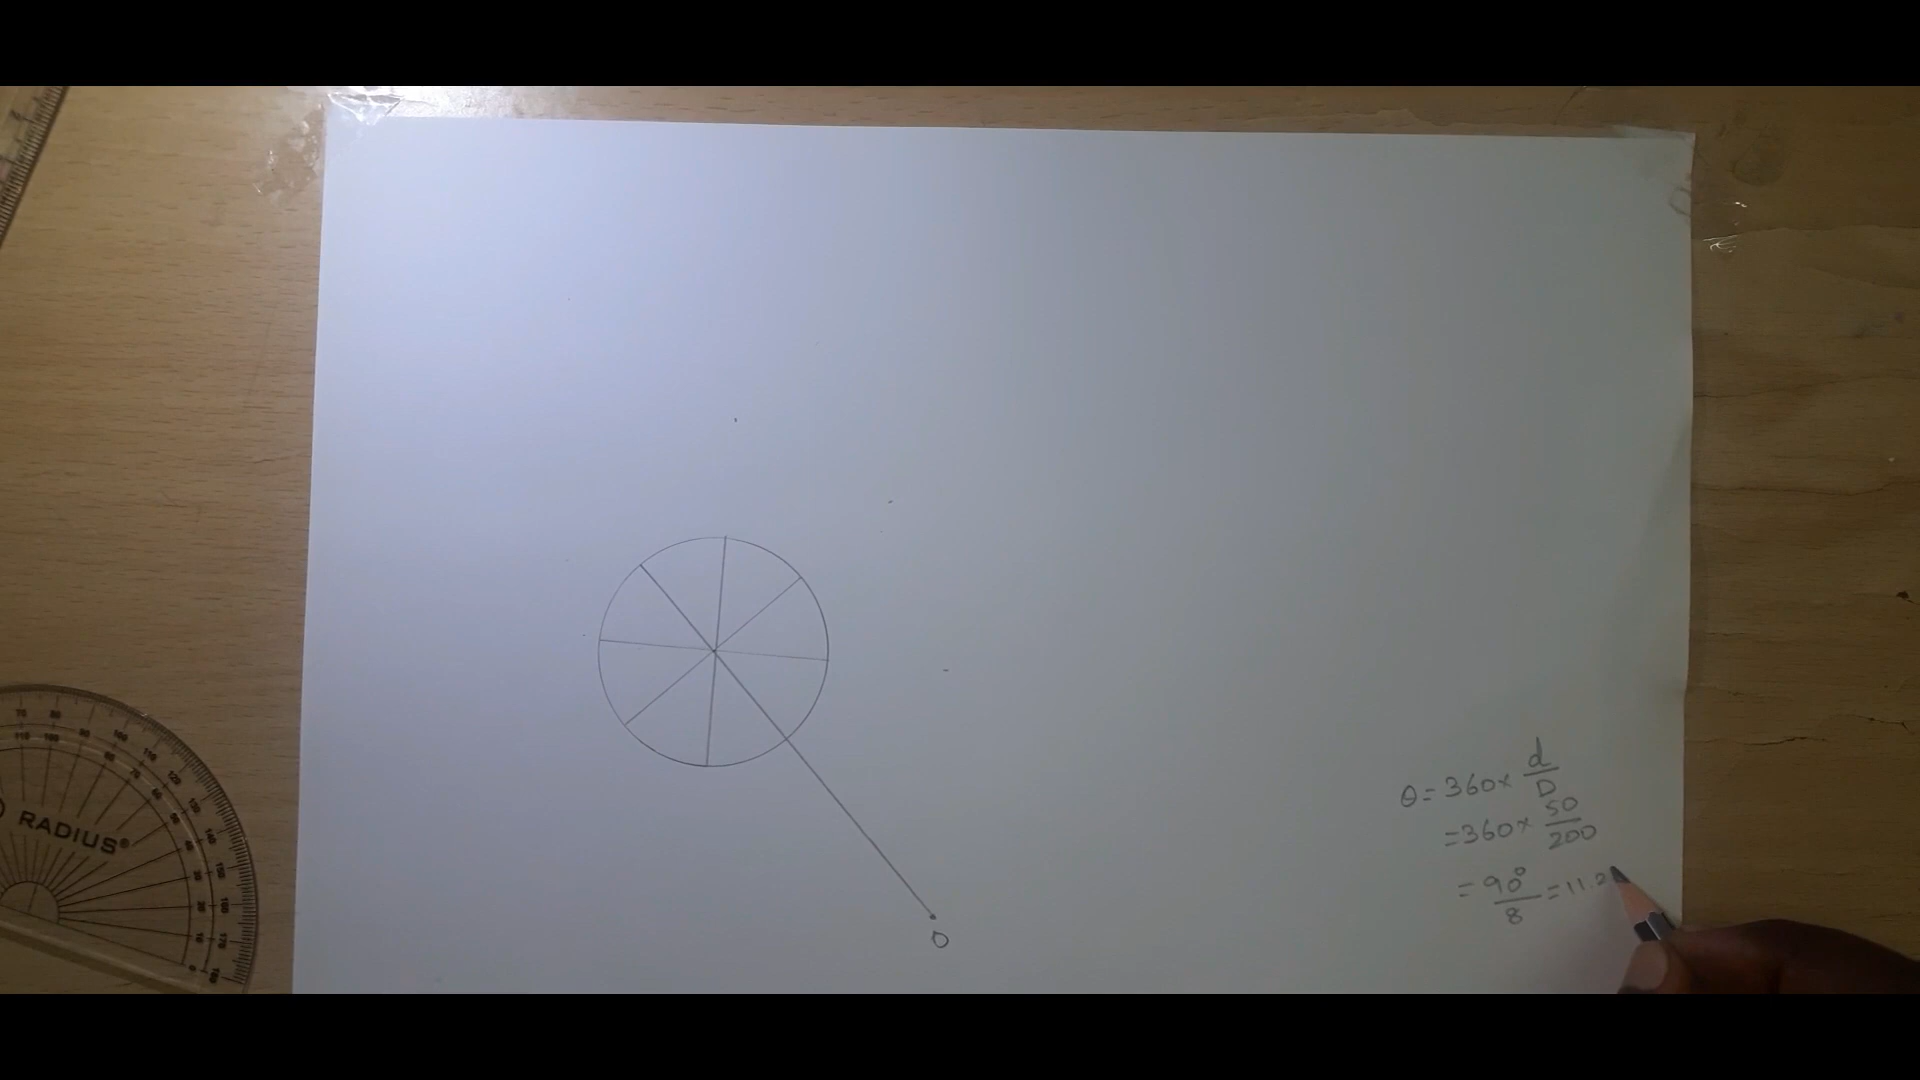 RADIUS®
O
θ = 360 × d/D
= 360 × 50/200
= 90°/8 = 11.2